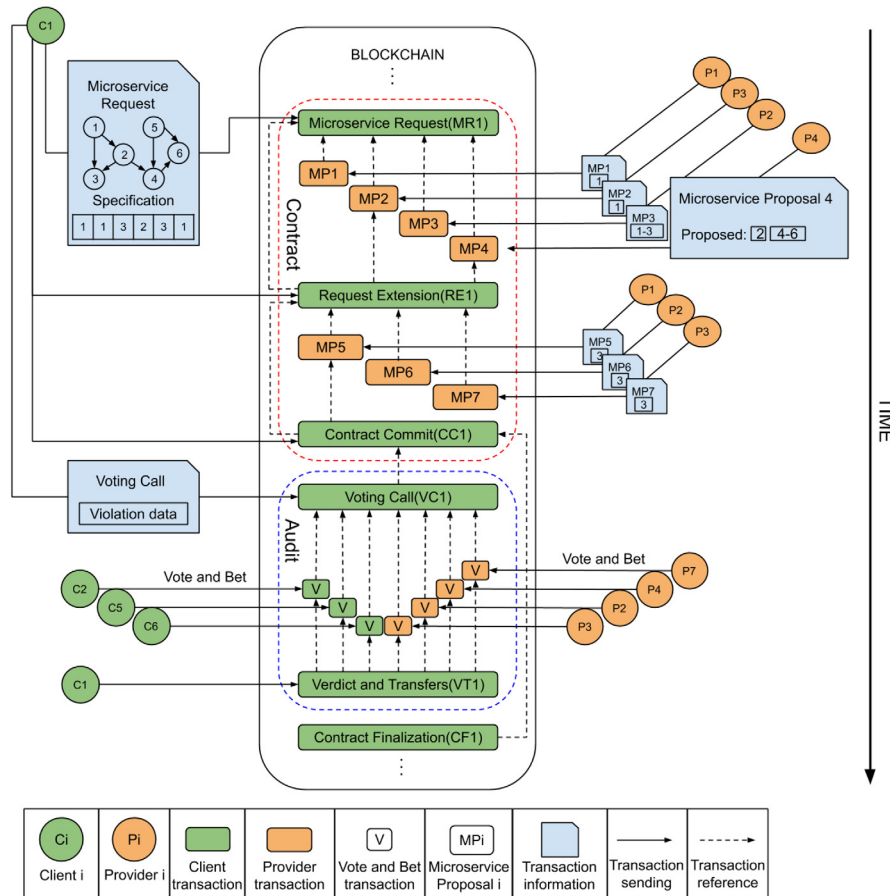 C1
BLOCKCHAIN
Microservice
Request
1
5
2
6
3
4
Specification
1 1 3 2 3 1
Microservice Request(MR1)
MP1
MP2
MP3
MP4
Contract
P1
P3
P2
P4
MP1
1
MP2
1
MP3
1-3
Microservice Proposal 4
Proposed: 2 4-6
Request Extension(RE1)
MP5
MP6
MP7
P1
P2
P3
MP5
3
MP6
3
MP7
3
Contract Commit(CC1)
TIME
Voting Call
Violation data
Voting Call(VC1)
Audit
C2
C5
C6
Vote and Bet
V
V
V
V
V
V
V
Vote and Bet
P7
P4
P2
P3
C1
Verdict and Transfers(VT1)
Contract Finalization(CF1)
Ci
Client i
Pi
Provider i
Client
transaction
Provider
transaction
V
Vote and Bet
transaction
MPi
Microservice
Proposal i
Transaction
information
Transaction
sending
Transaction
reference